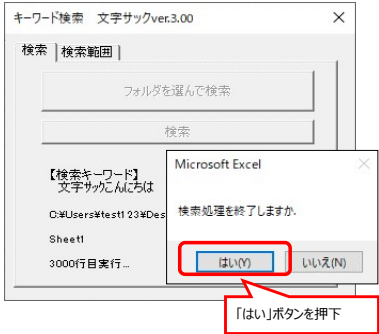 キーワード検索　文字サックver.3.00
検索
検索範囲
フォルダを選んで検索
検索
【検索キーワード】
文字サックこんにちは
C:¥Users¥test123¥Des
Sheet1
3000行目実行...
Microsoft Excel
検索処理を終了しますか.
はい(Y)
いいえ(N)
「はい」ボタンを押下